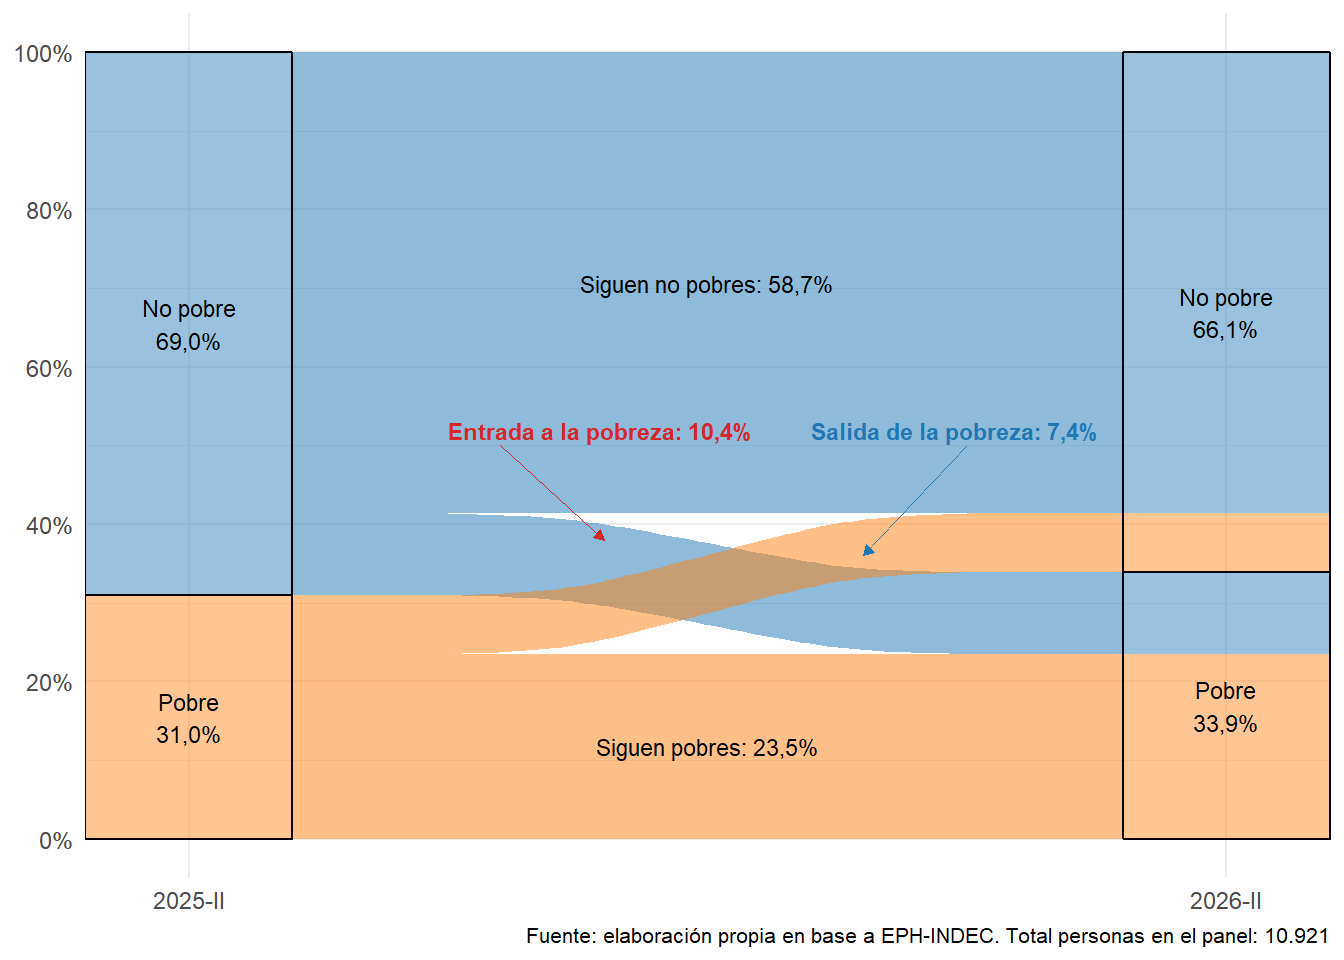 100%
80%
60%
40%
20%
0%
No pobre
69,0%
Pobre
31,0%
Siguen no pobres: 58,7%
Entrada a la pobreza: 10,4%
Salida de la pobreza: 7,4%
Siguen pobres: 23,5%
No pobre
66,1%
Pobre
33,9%
2025-II
2026-II
Fuente: elaboración propia en base a EPH-INDEC. Total personas en el panel: 10.921